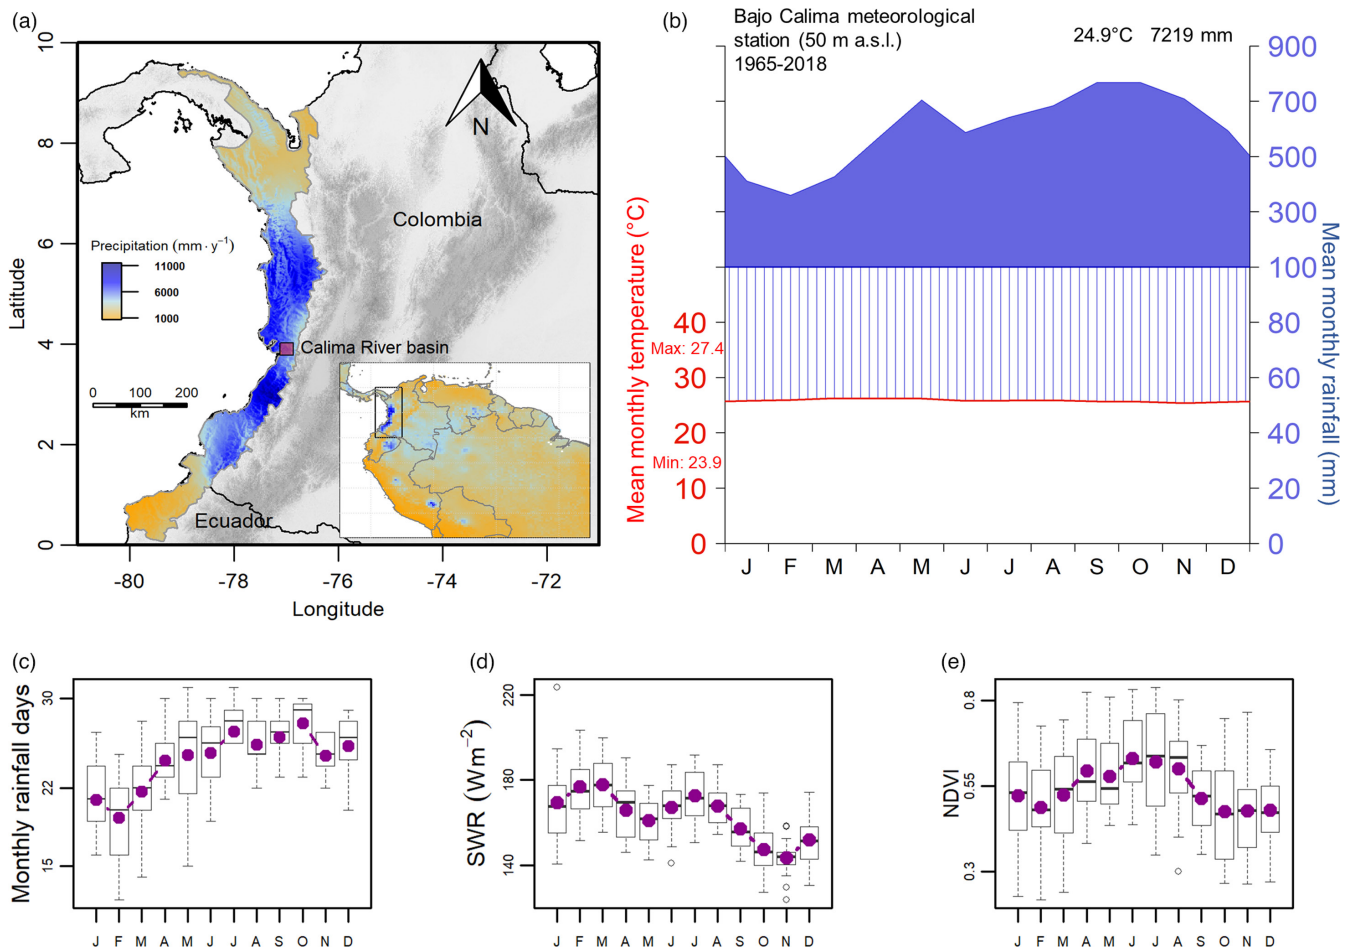 (a)
10
8
6
4
2
0
Latitude
-80
-78
-76
-74
-72
Longitude
N
Colombia
Precipitation (mm · y⁻¹)
11000
6000
1000
Calima River basin
0 100 200
km
Ecuador
(b)
Bajo Calima meteorological
station (50 m a.s.l.)
1965-2018
24.9°C 7219 mm
Mean monthly temperature (°C)
40
Max: 27.4
30
20
Min: 23.9
10
0
900
700
500
300
100
80
60
40
20
0
Mean monthly rainfall (mm)
J F M A M J J A S O N D
(c)
Monthly rainfall days
30
22
15
J F M A M J J A S O N D
(d)
SWR (Wm⁻²)
220
180
140
J F M A M J J A S O N D
(e)
NDVI
0.8
0.55
0.3
J F M A M J J A S O N D